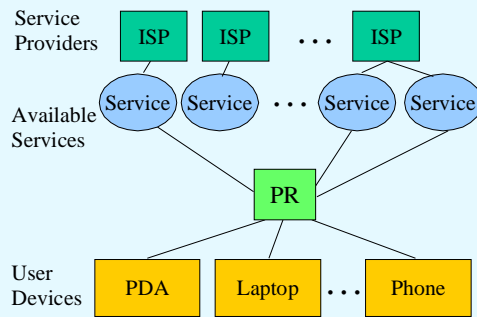 Service
Providers
ISP ISP ... ISP
Available
Services
Service Service ... Service Service
PR
User
Devices
PDA Laptop ... Phone